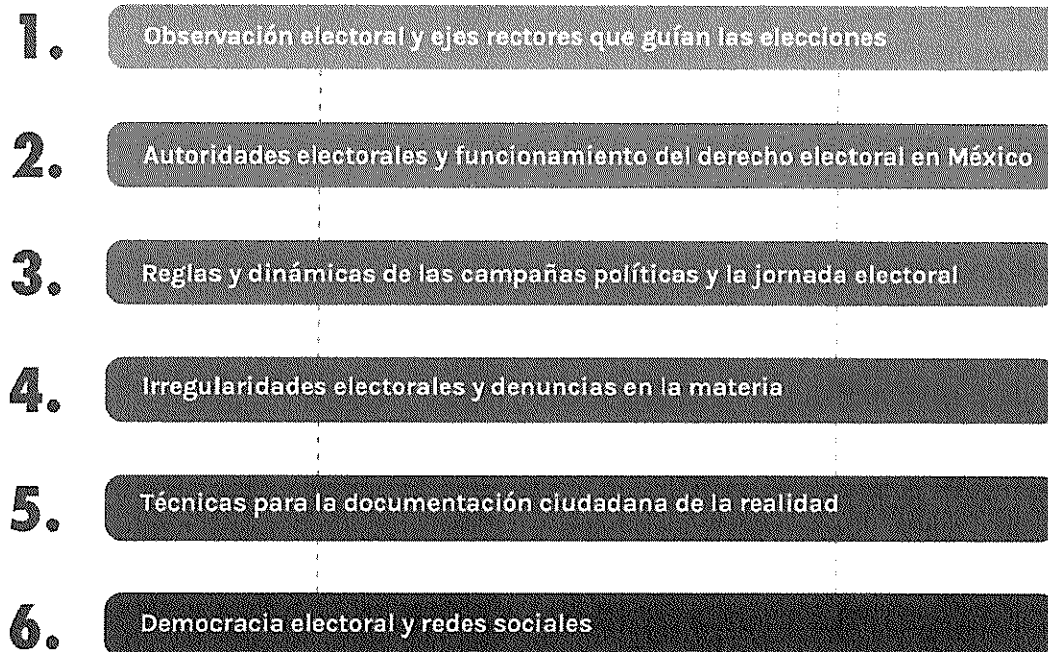 1. Observación electoral y ejes rectores que guían las elecciones
2. Autoridades electorales y funcionamiento del derecho electoral en México
3. Reglas y dinámicas de las campañas políticas y la jornada electoral
4. Irregularidades electorales y denuncias en la materia
5. Técnicas para la documentación ciudadana de la realidad
6. Democracia electoral y redes sociales